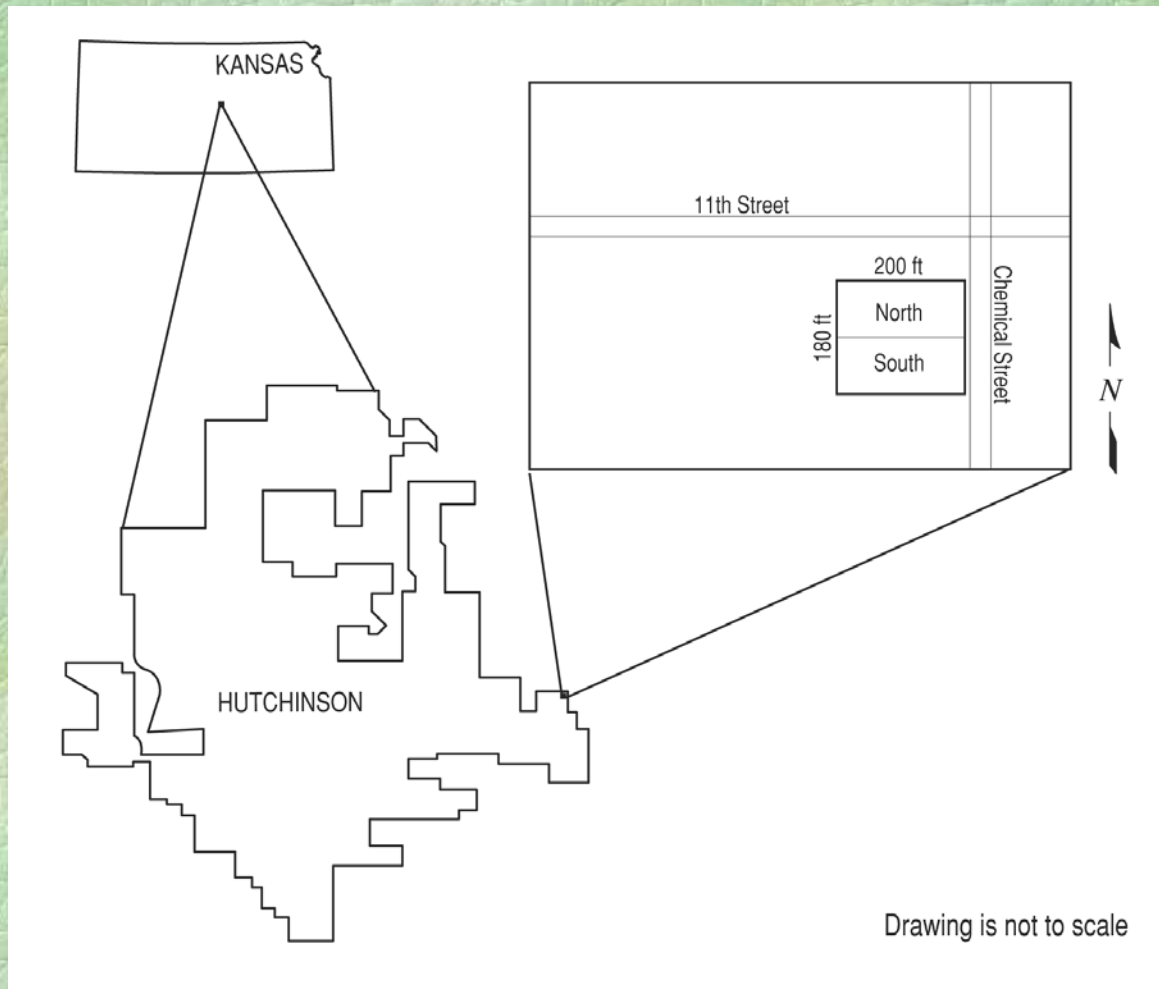 KANSAS
11th Street
200 ft
180 ft
North
South
Chemical Street
N
HUTCHINSON
Drawing is not to scale